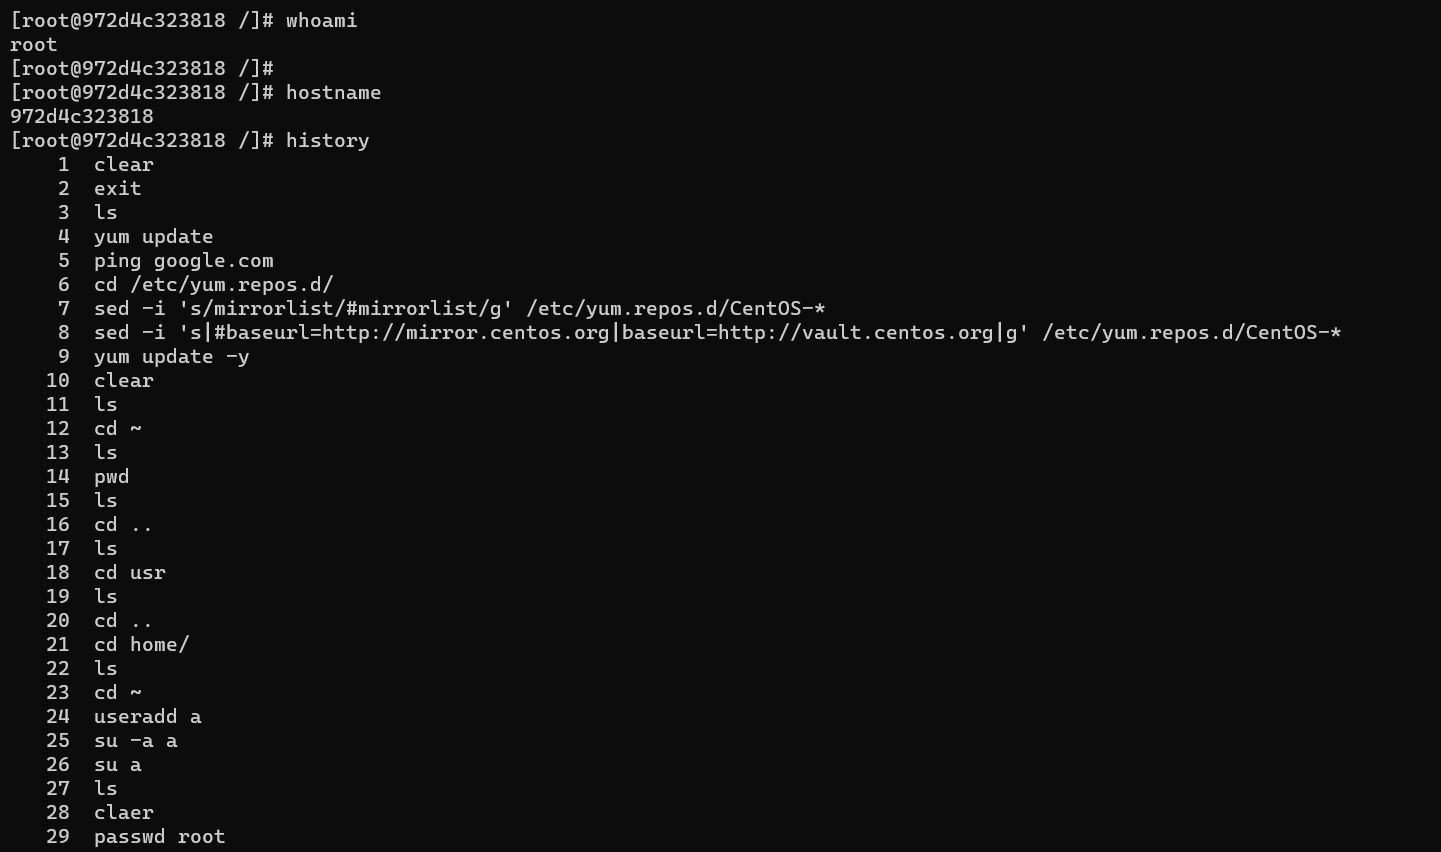 [root@972d4c323818 /]# whoami
root
[root@972d4c323818 /]#
[root@972d4c323818 /]# hostname
972d4c323818
[root@972d4c323818 /]# history
    1  clear
    2  exit
    3  ls
    4  yum update
    5  ping google.com
    6  cd /etc/yum.repos.d/
    7  sed -i 's/mirrorlist/#mirrorlist/g' /etc/yum.repos.d/CentOS-*
    8  sed -i 's|#baseurl=http://mirror.centos.org|baseurl=http://vault.centos.org|g' /etc/yum.repos.d/CentOS-*
    9  yum update -y
   10  clear
   11  ls
   12  cd ~
   13  ls
   14  pwd
   15  ls
   16  cd ..
   17  ls
   18  cd usr
   19  ls
   20  cd ..
   21  cd home/
   22  ls
   23  cd ~
   24  useradd a
   25  su -a a
   26  su a
   27  ls
   28  claer
   29  passwd root